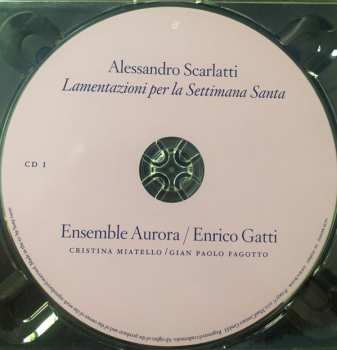 Alessandro Scarlatti
Lamentazioni per la Settimana Santa
CD 1
Ensemble Aurora / Enrico Gatti
CRISTINA MIATELLO / GIAN PAOLO FAGOTTO